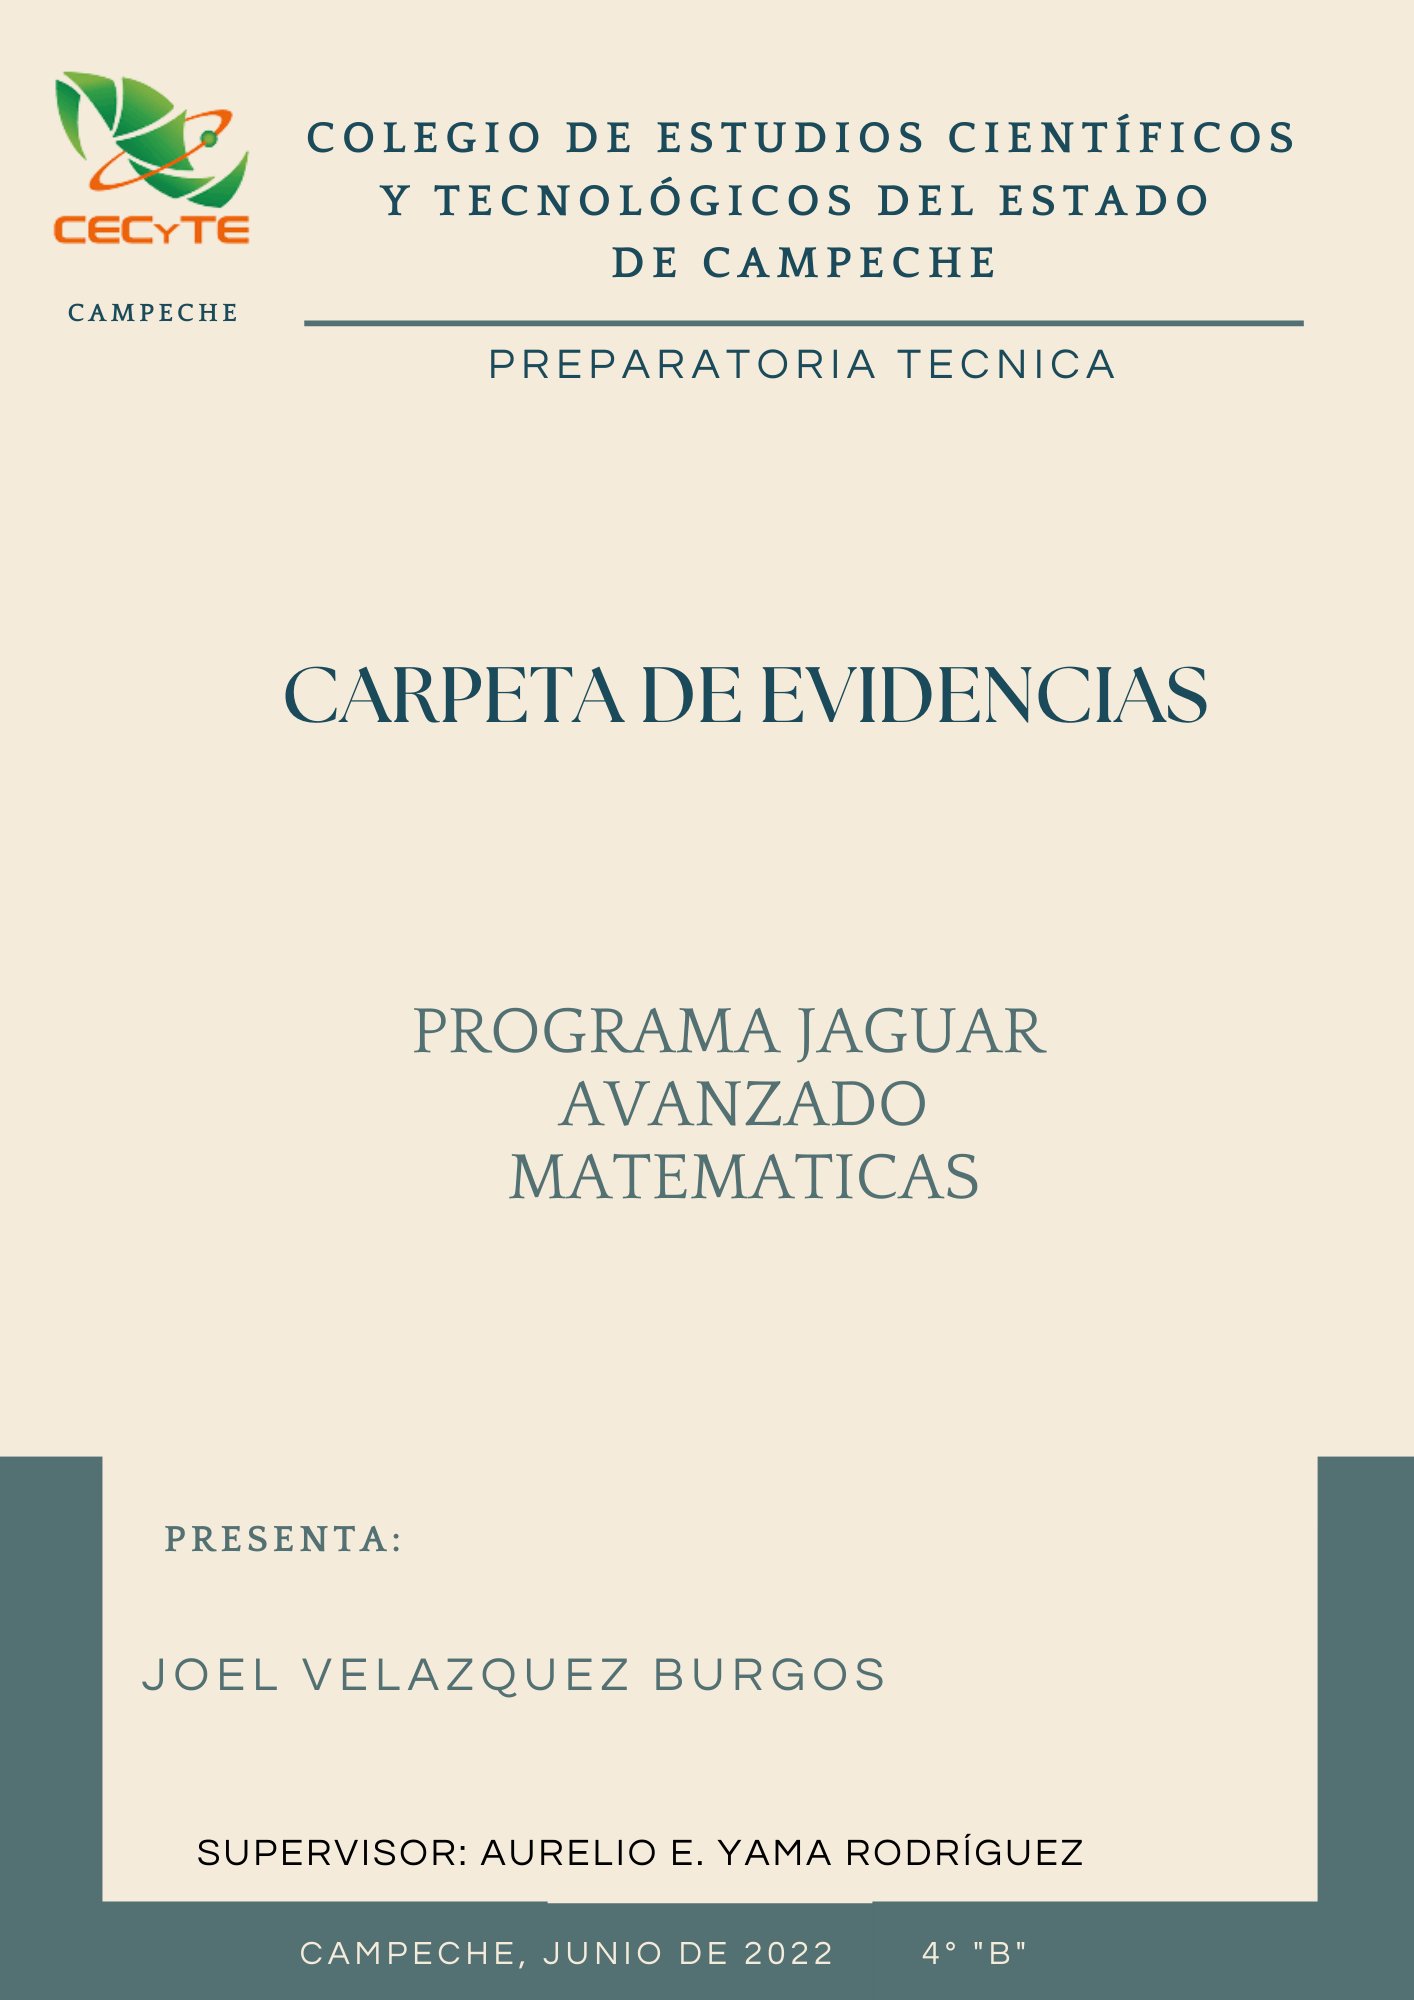 CECyTE
CAMPECHE
COLEGIO DE ESTUDIOS CIENTÍFICOS
Y TECNOLÓGICOS DEL ESTADO
DE CAMPECHE
PREPARATORIA TECNICA
CARPETA DE EVIDENCIAS
PROGRAMA JAGUAR
AVANZADO
MATEMATICAS
PRESENTA:
JOEL VELAZQUEZ BURGOS
SUPERVISOR: AURELIO E. YAMA RODRÍGUEZ
CAMPECHE, JUNIO DE 2022 4° "B"